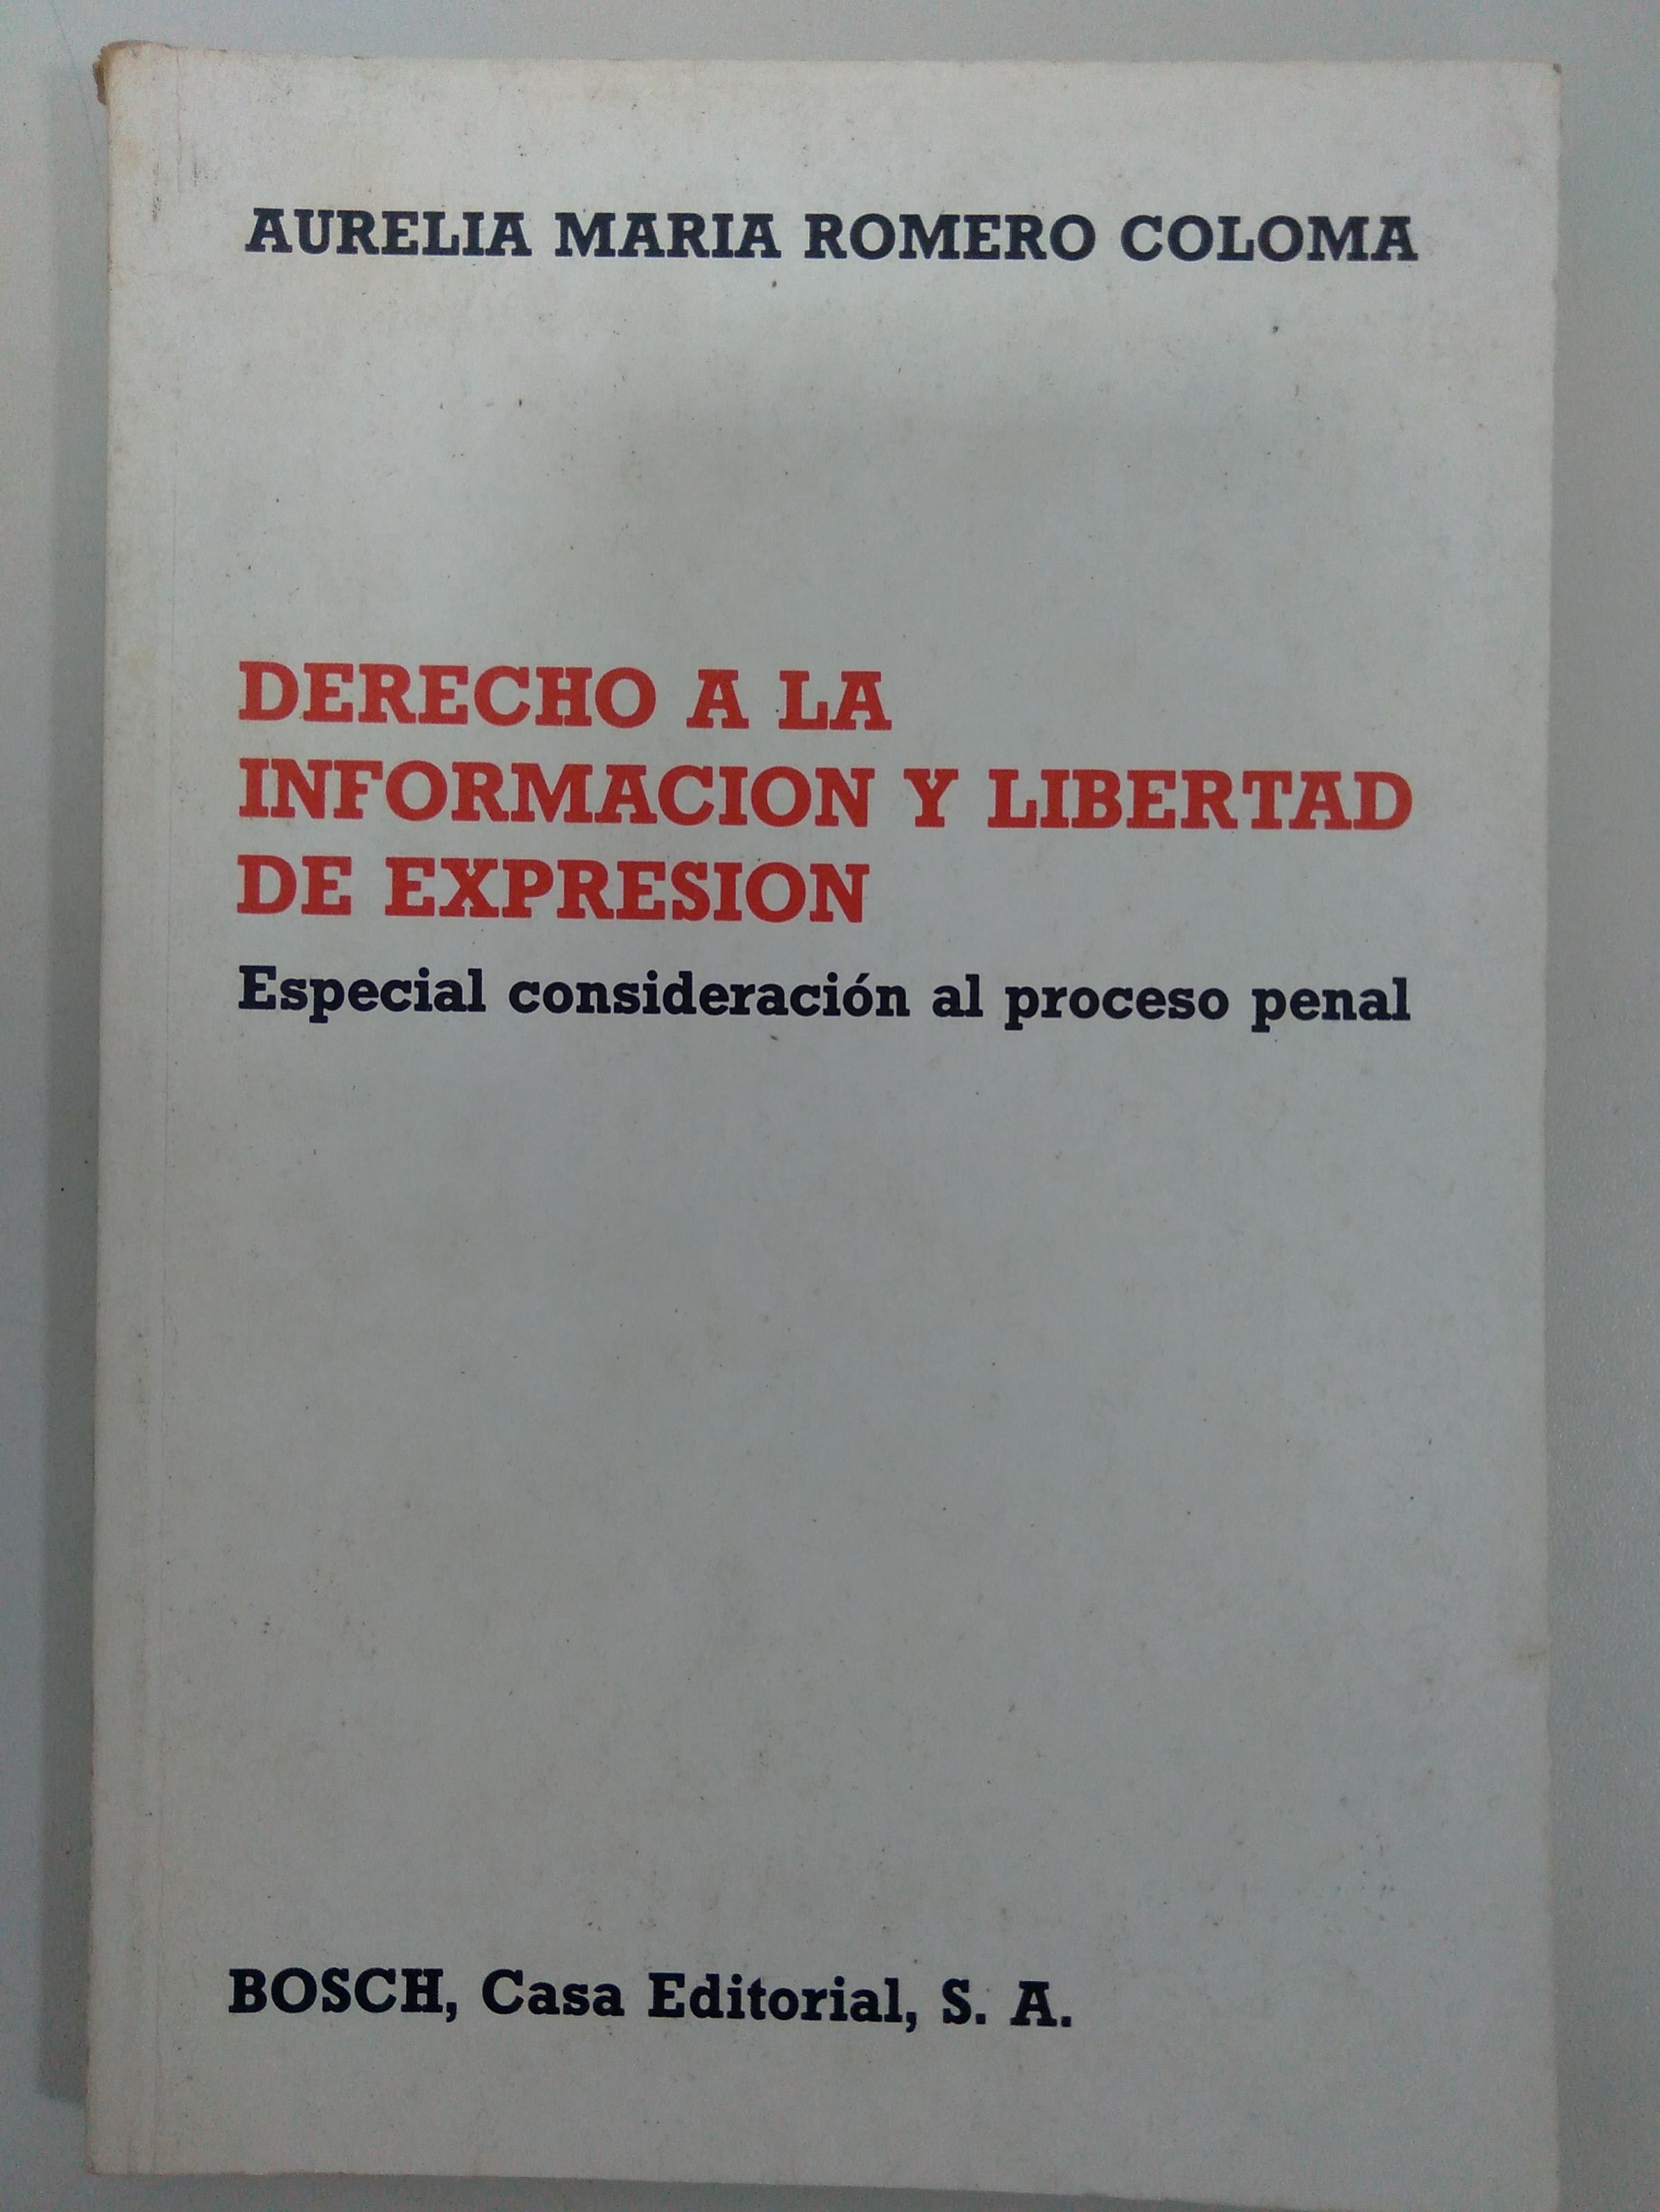 AURELIA MARIA ROMERO COLOMA
DERECHO A LA
INFORMACION Y LIBERTAD
DE EXPRESION
Especial consideración al proceso penal
BOSCH, Casa Editorial, S. A.